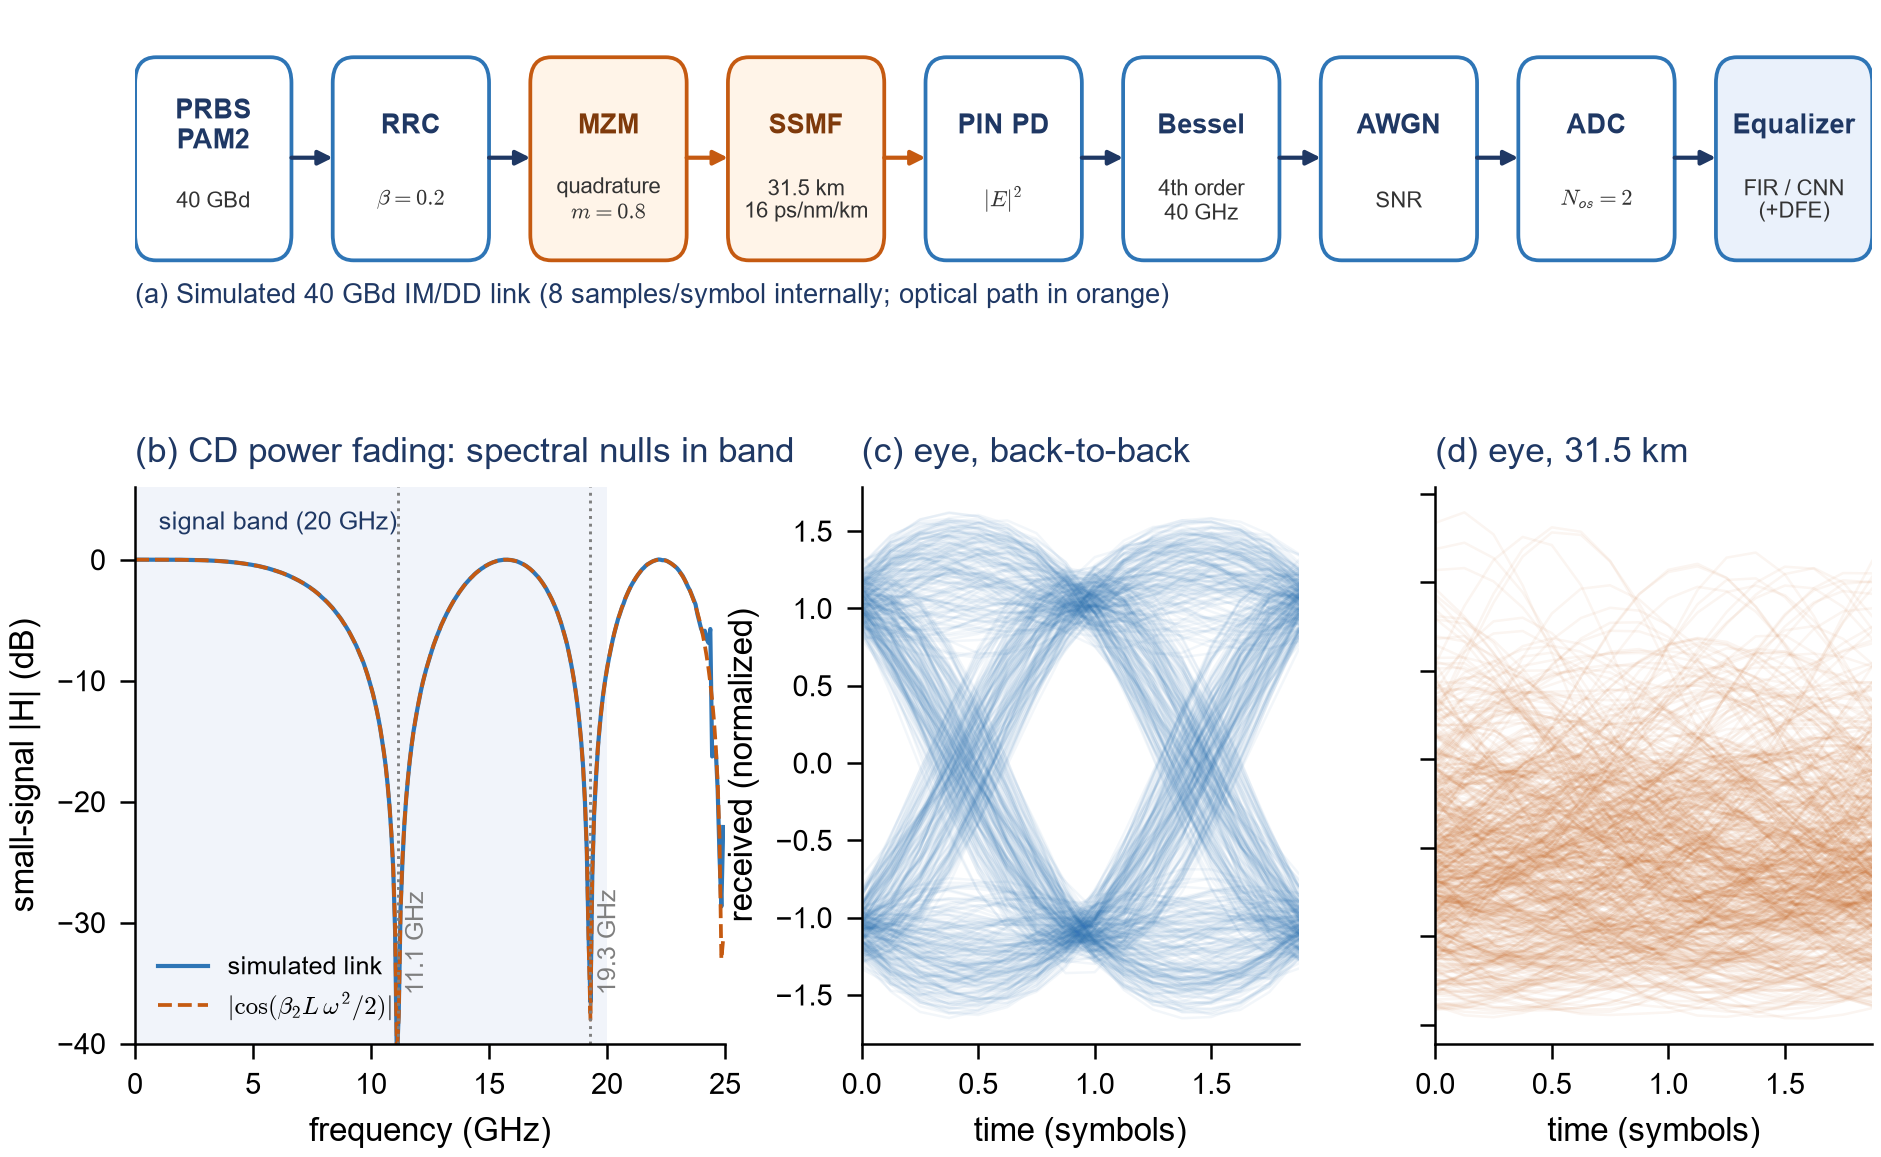 PRBS
PAM2
40 GBd
RRC
β = 0.2
MZM
quadrature
m = 0.8
SSMF
31.5 km
16 ps/nm/km
PIN PD
|E|²
Bessel
4th order
40 GHz
AWGN
SNR
ADC
N_os = 2
Equalizer
FIR / CNN
(+DFE)
(a) Simulated 40 GBd IM/DD link (8 samples/symbol internally; optical path in orange)
(b) CD power fading: spectral nulls in band
signal band (20 GHz)
0
−10
−20
−30
−40
small-signal |H| (dB)
11.1 GHz
19.3 GHz
simulated link
|cos(β₂L ω²/2)|
0
5
10
15
20
25
frequency (GHz)
(c) eye, back-to-back
received (normalized)
1.5
1.0
0.5
0.0
−0.5
−1.0
−1.5
0.0
0.5
1.0
1.5
time (symbols)
(d) eye, 31.5 km
0.0
0.5
1.0
1.5
time (symbols)